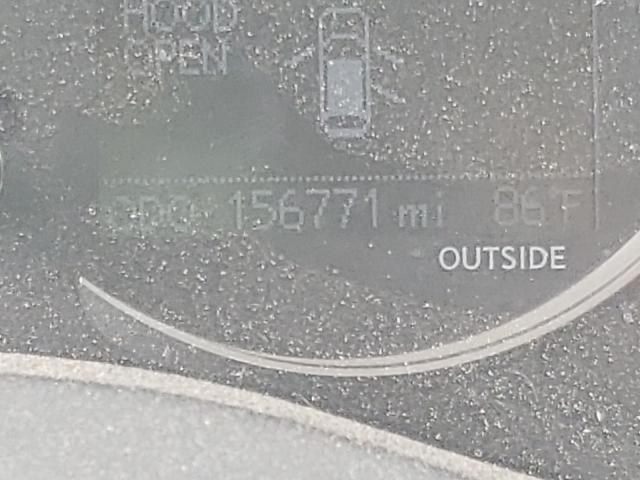 HOOD
OPEN
ODO 156771 mi 86°F
OUTSIDE